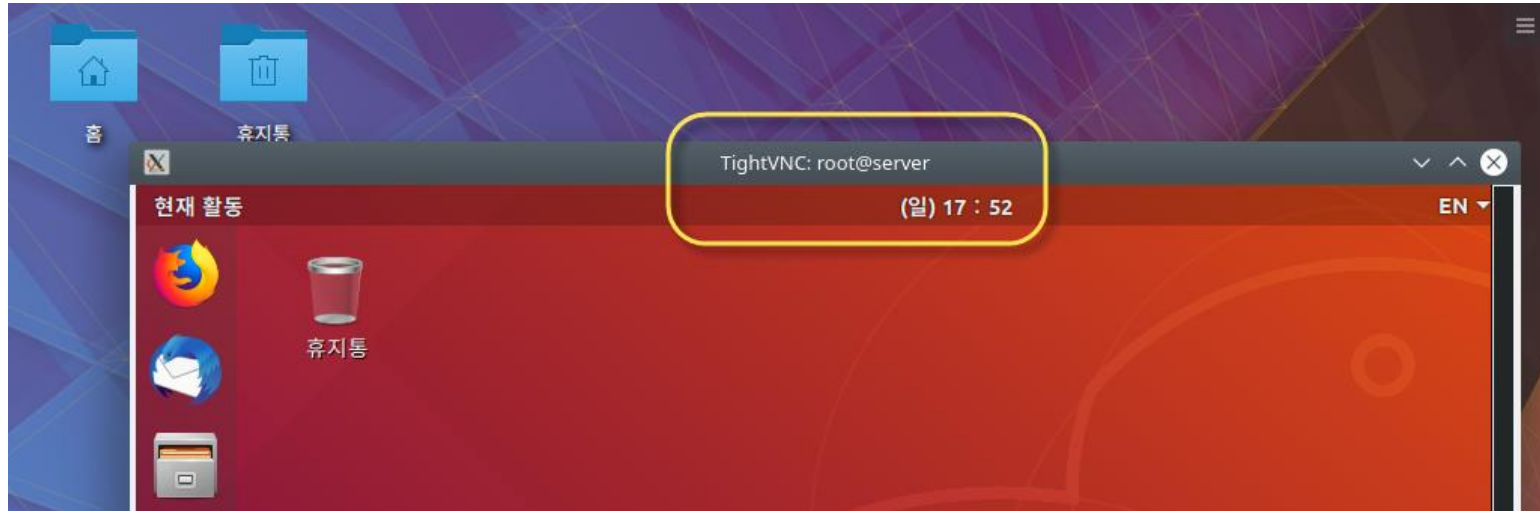 홈 휴지통
TightVNC: root@server
현재 활동 (일) 17 : 52 EN
휴지통